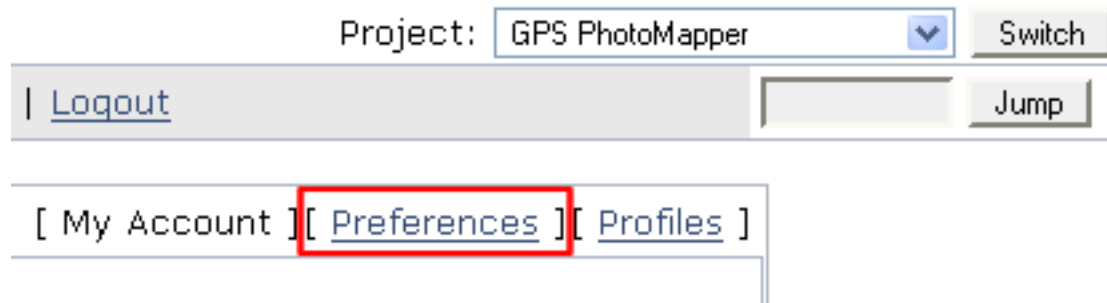 Project: GPS PhotoMapper Switch
| Logout Jump
[ My Account ][ Preferences ][ Profiles ]